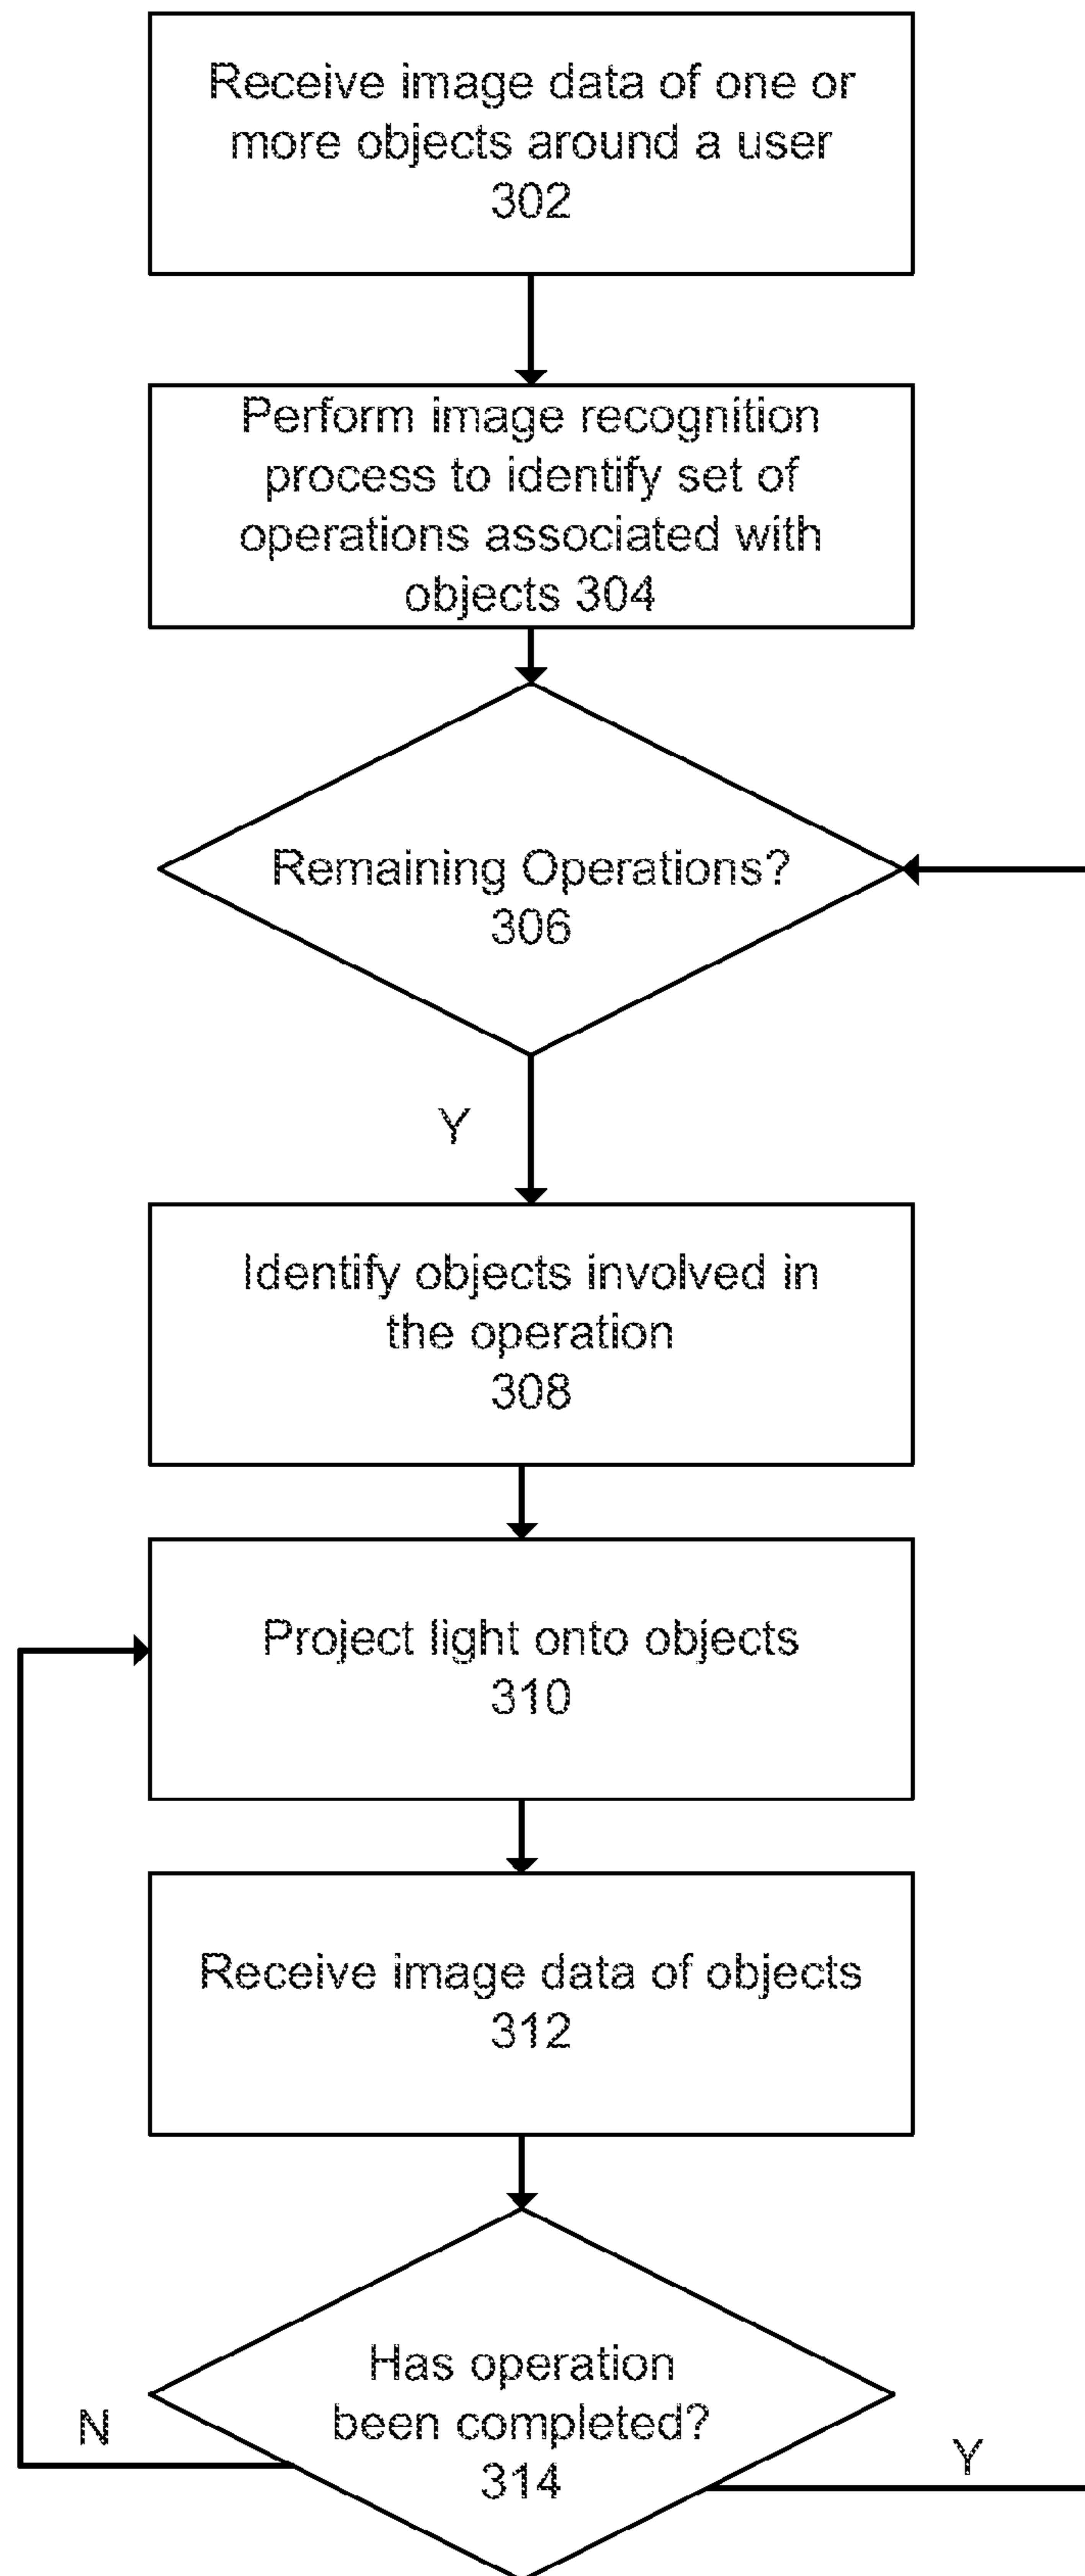 Receive image data of one or
more objects around a user
302
Perform image recognition
process to identify set of
operations associated with
objects 304
Remaining Operations?
306
Y
Identify objects involved in
the operation
308
Project light onto objects
310
Receive image data of objects
312
Has operation
been completed?
314
N
Y